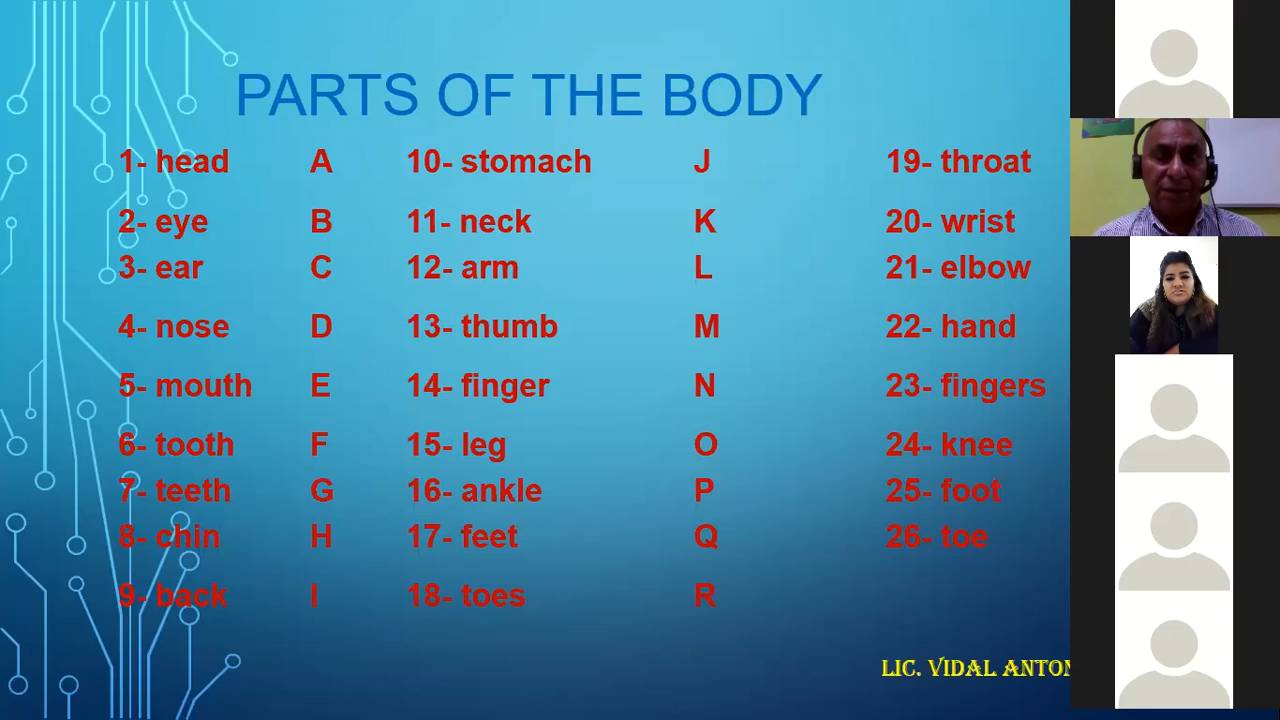 PARTS OF THE BODY
1- head A 10- stomach J 19- throat
2- eye B 11- neck K 20- wrist
3- ear C 12- arm L 21- elbow
4- nose D 13- thumb M 22- hand
5- mouth E 14- finger N 23- fingers
6- tooth F 15- leg O 24- knee
7- teeth G 16- ankle P 25- foot
8- chin H 17- feet Q 26- toe
9- back I 18- toes R
LIC. VIDAL